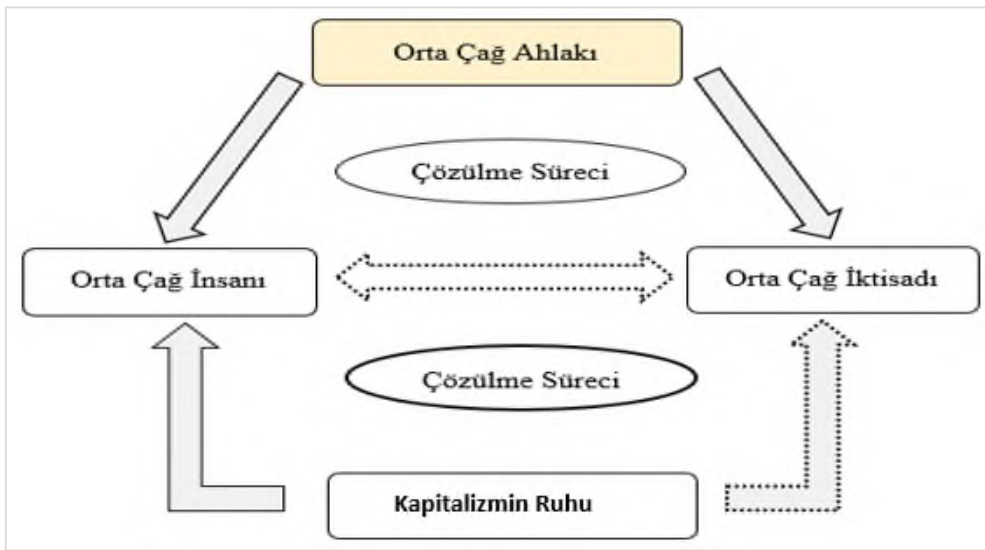 Orta Çağ Ahlakı
Çözülme Süreci
Orta Çağ İnsanı
Orta Çağ İktisadı
Çözülme Süreci
Kapitalizmin Ruhu